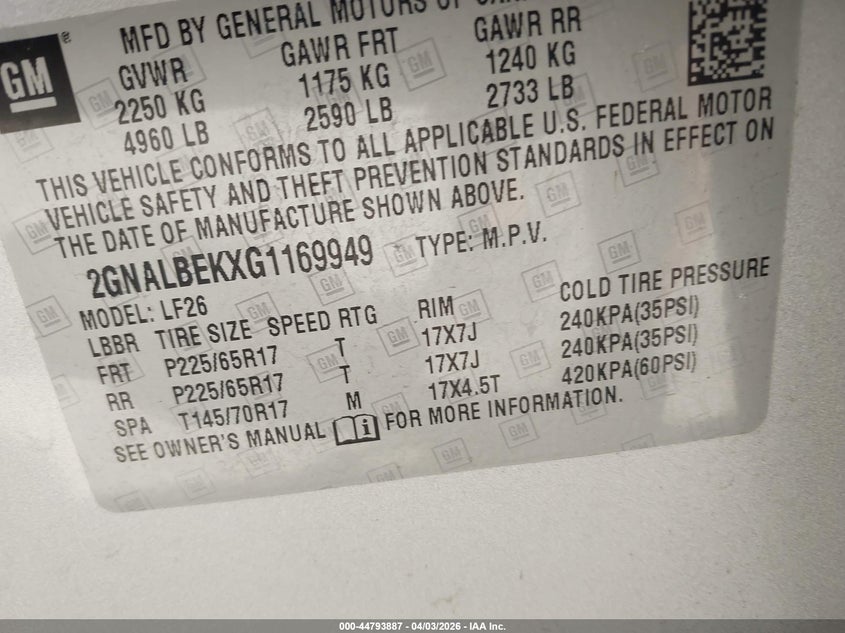 MFD BY GENERAL MOTORS OF
GM
GVWR GAWR FRT GAWR RR
2250 KG 1175 KG 1240 KG
4960 LB 2590 LB 2733 LB
THIS VEHICLE CONFORMS TO ALL APPLICABLE U.S. FEDERAL MOTOR
VEHICLE SAFETY AND THEFT PREVENTION STANDARDS IN EFFECT ON
THE DATE OF MANUFACTURE SHOWN ABOVE.
2GNALBEKXG1169949 TYPE: M.P.V.
MODEL: LF26
LBBR TIRE SIZE SPEED RTG RIM COLD TIRE PRESSURE
FRT P225/65R17 T 17X7J 240KPA(35PSI)
RR P225/65R17 T 17X7J 240KPA(35PSI)
SPA T145/70R17 M 17X4.5T 420KPA(60PSI)
SEE OWNER'S MANUAL FOR MORE INFORMATION.
000-44793887 - 04/03/2026 - IAA Inc.